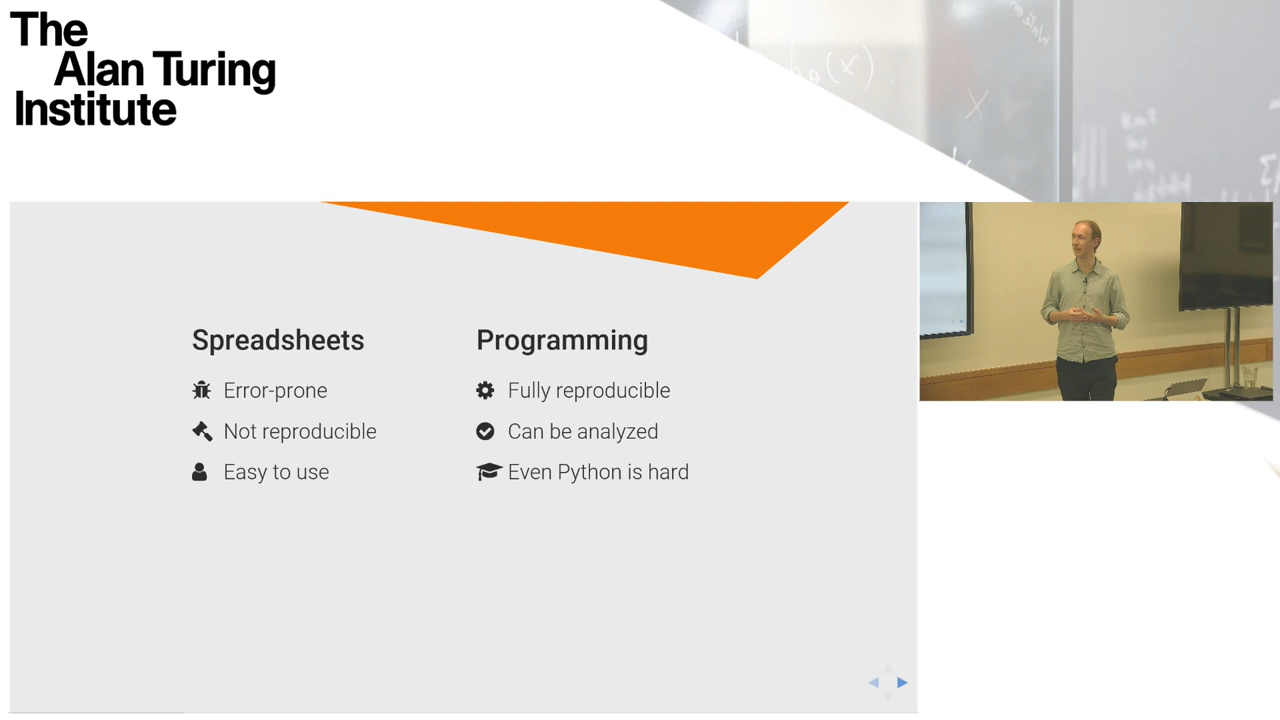 The
Alan Turing
Institute
Spreadsheets
Error-prone
Not reproducible
Easy to use
Programming
Fully reproducible
Can be analyzed
Even Python is hard